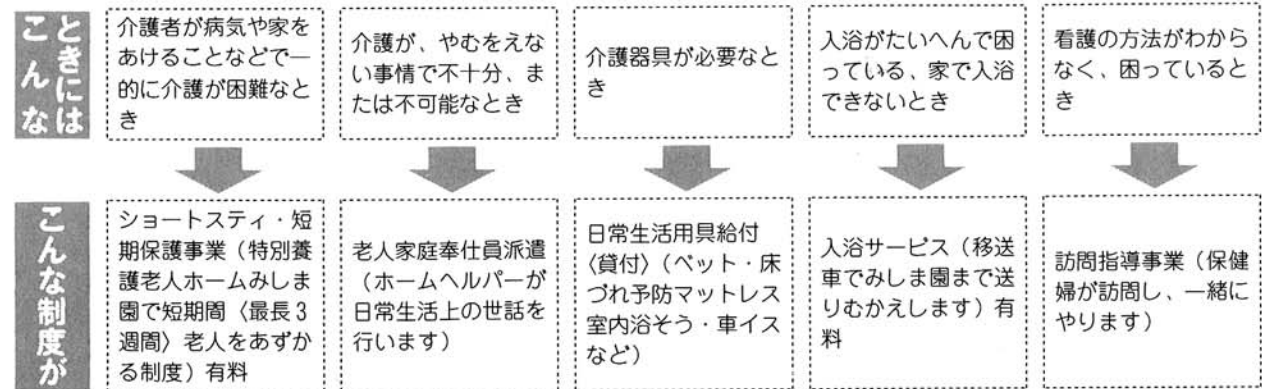 こんな
ときには
介護者が病気や家を
あけることなどで一
的に介護が困難なと
き
介護が、やむをえな
い事情で不十分、ま
たは不可能なとき
介護器具が必要なと
き
入浴がたいへんで困
っている、家で入浴
できないとき
看護の方法がわから
なく、困っていると
き
こんな制度が
ショートスティ・短
期保護事業（特別養
護老人ホームみしま
園で短期間〈最長3
週間〉老人をあずか
る制度）有料
老人家庭奉仕員派遣
（ホームヘルパーが
日常生活上の世話を
行います）
日常生活用具給付
〈貸付〉（ベット・床
づれ予防マットレス
室内浴そう・車イス
など）
入浴サービス（移送
車でみしま園まで送
りむかえします）有
料
訪問指導事業（保健
婦が訪問し、一緒に
やります）